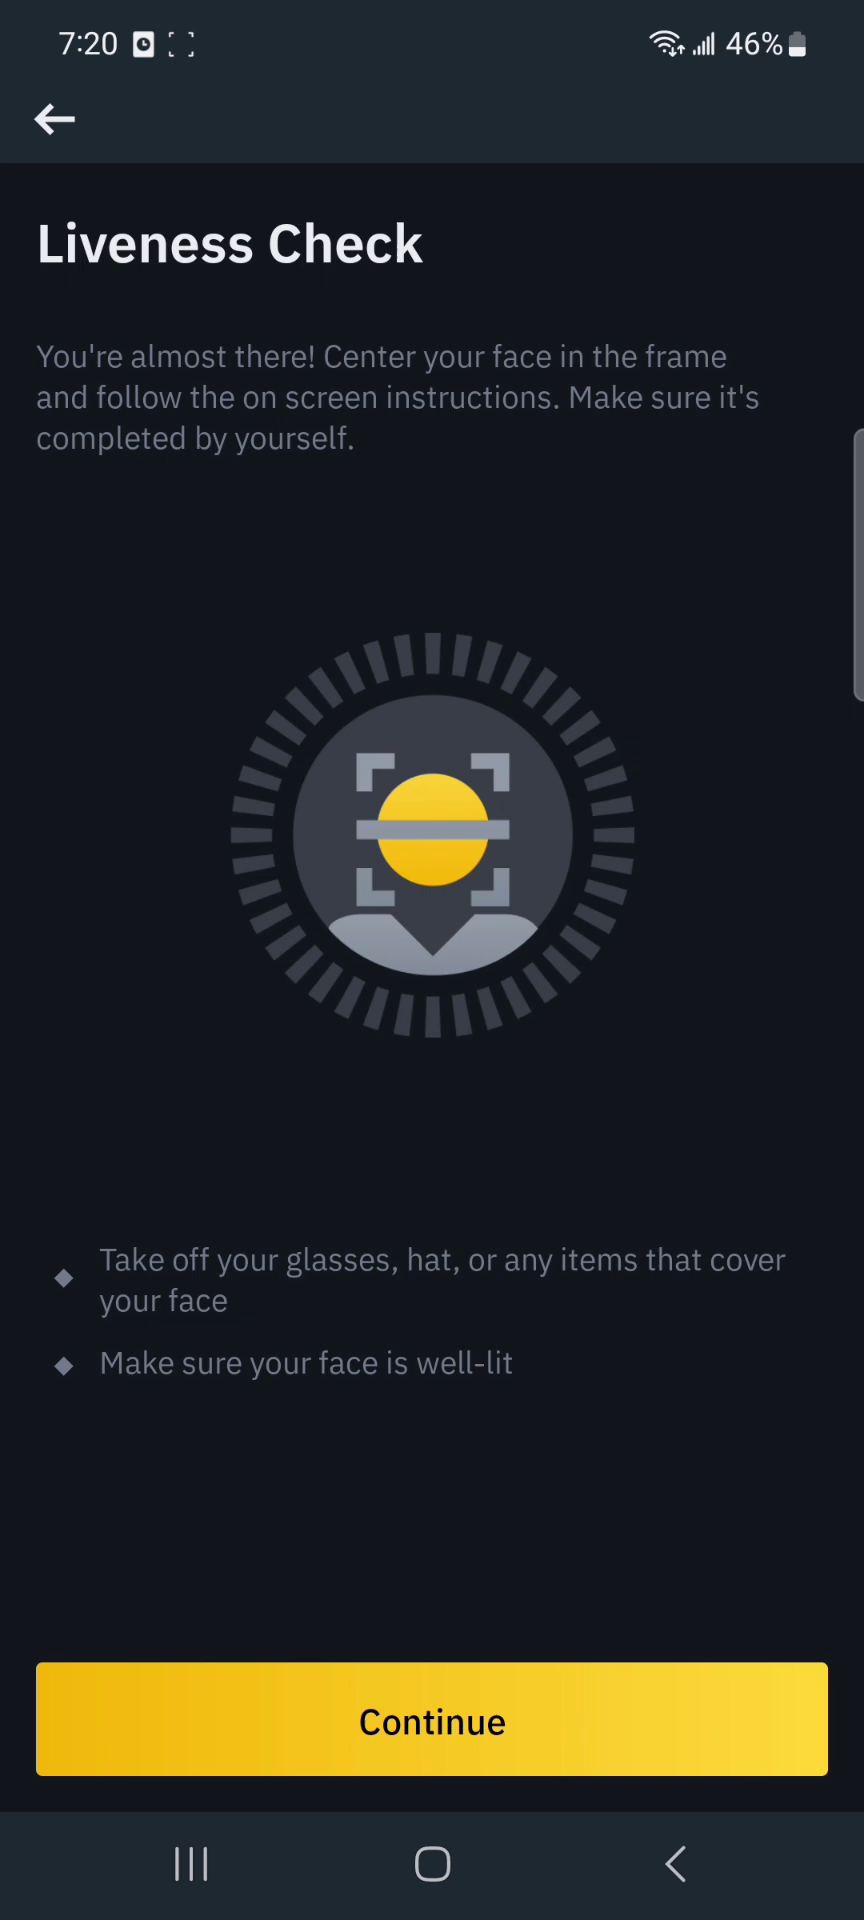 7:20
46%
Liveness Check
You're almost there! Center your face in the frame
and follow the on screen instructions. Make sure it's
completed by yourself.
Take off your glasses, hat, or any items that cover
your face
Make sure your face is well-lit
Continue